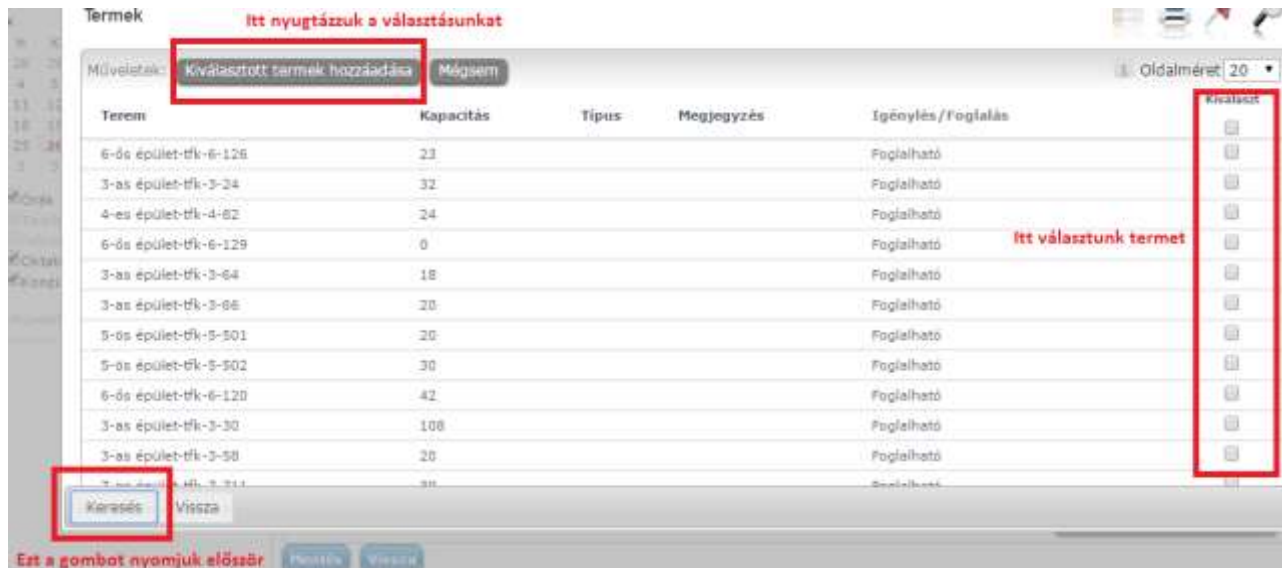 Termek
Itt nyugtázzuk a választásunkat
Műveletek: Kiválasztott termek hozzáadása Mégsem
1 Oldalméret 20
Terem Kapacitás Típus Megjegyzés Igénylés/Foglalás Kiválaszt
6-ős épület-tfk-6-126 23 Foglalható
3-as épület-tfk-3-24 32 Foglalható
4-es épület-tfk-4-62 24 Foglalható
6-ős épület-tfk-6-129 0 Foglalható
Itt választunk termet
3-as épület-tfk-3-64 18 Foglalható
3-as épület-tfk-3-66 20 Foglalható
5-ös épület-tfk-5-501 20 Foglalható
5-ös épület-tfk-5-502 30 Foglalható
6-ős épület-tfk-6-120 42 Foglalható
3-as épület-tfk-3-30 108 Foglalható
3-as épület-tfk-3-58 20 Foglalható
Keresés Vissza
Ezt a gombot nyomjuk először Mentés Vissza